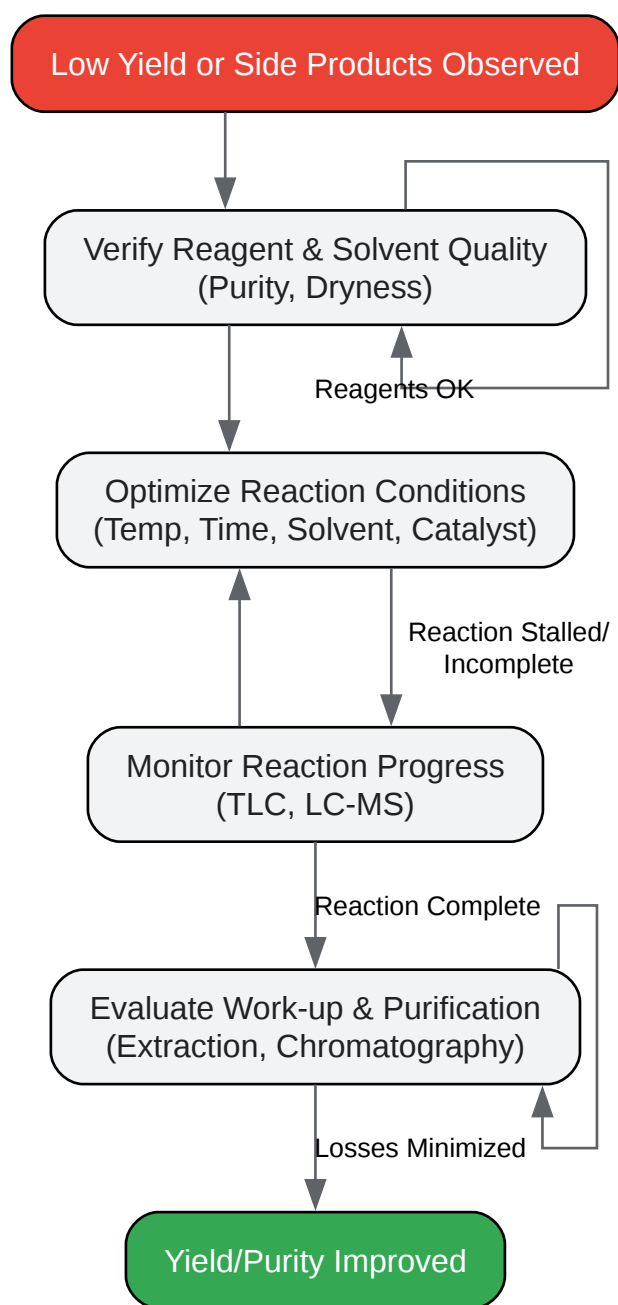 Low Yield or Side Products Observed
Verify Reagent & Solvent Quality
(Purity, Dryness)
Reagents OK
Optimize Reaction Conditions
(Temp, Time, Solvent, Catalyst)
Reaction Stalled/
Incomplete
Monitor Reaction Progress
(TLC, LC-MS)
Reaction Complete
Evaluate Work-up & Purification
(Extraction, Chromatography)
Losses Minimized
Yield/Purity Improved